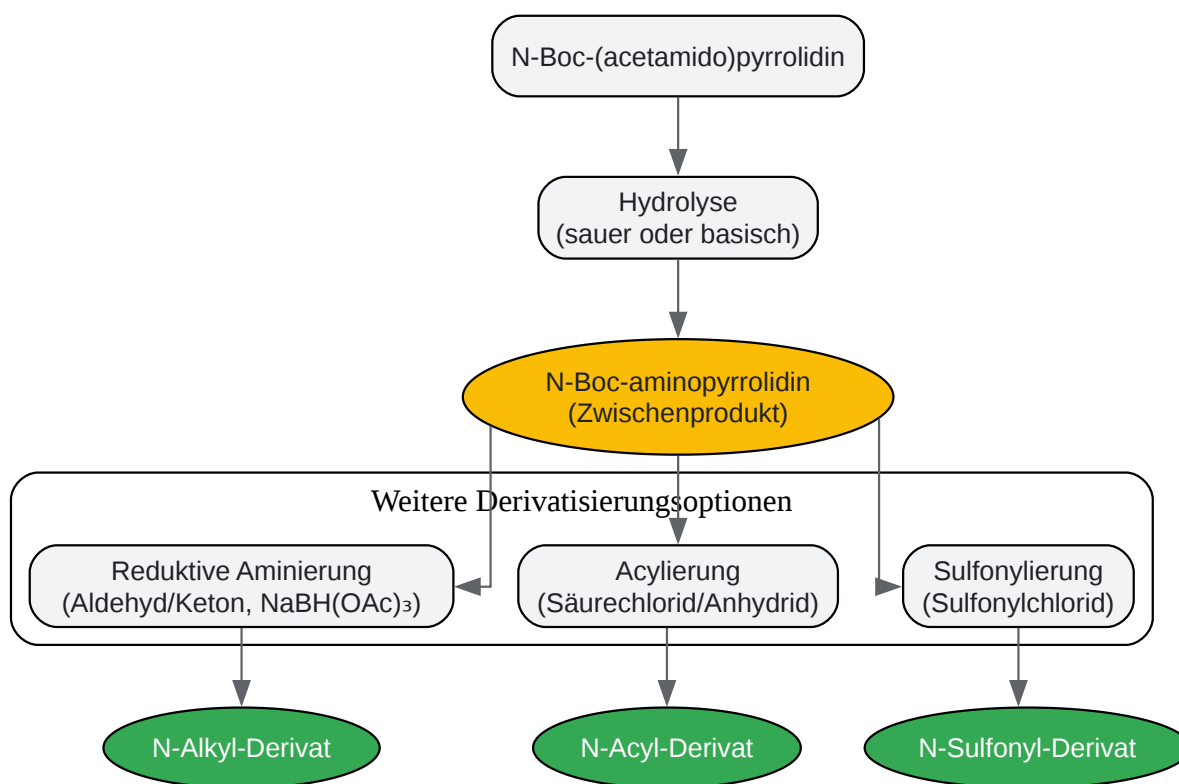 N-Boc-(acetamido)pyrrolidin
Hydrolyse
(sauer oder basisch)
N-Boc-aminopyrrolidin
(Zwischenprodukt)
Weitere Derivatisierungsoptionen
Reduktive Aminierung
(Aldehyd/Keton, NaBH(OAc)₃)
Acylierung
(Säurechlorid/Anhydrid)
Sulfonylierung
(Sulfonylchlorid)
N-Alkyl-Derivat
N-Acyl-Derivat
N-Sulfonyl-Derivat